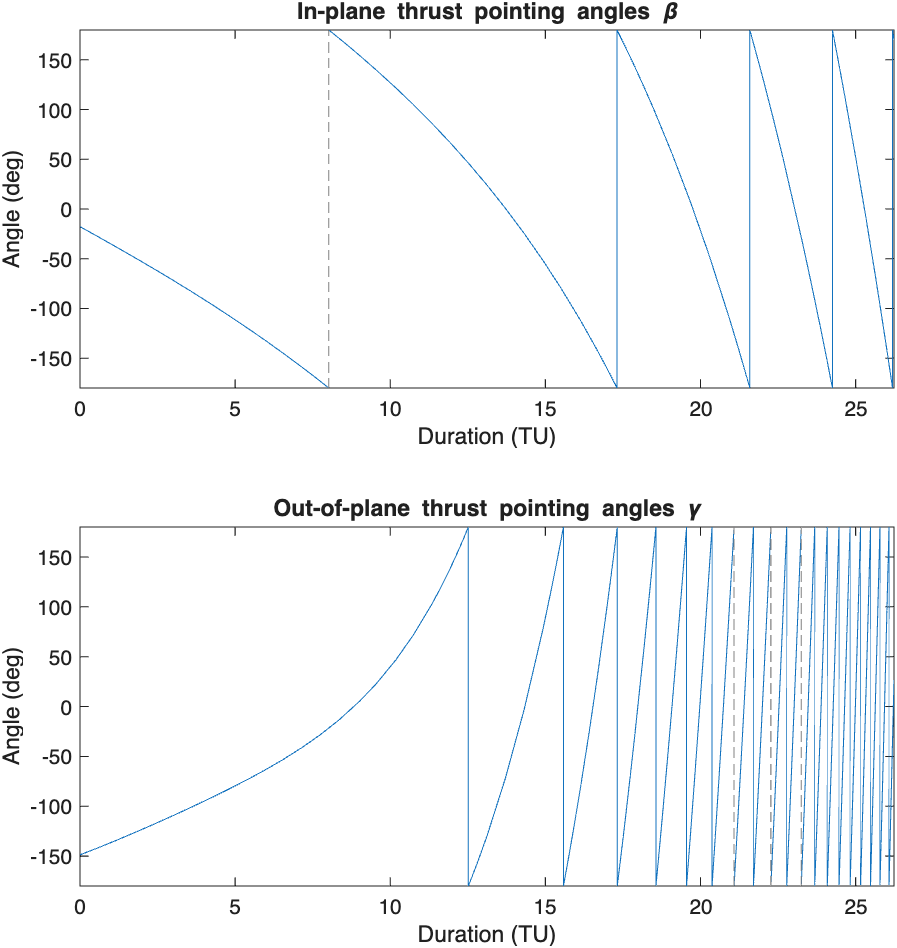 In-plane thrust pointing angles β
150
100
50
0
-50
-100
-150
Angle (deg)
0 5 10 15 20 25
Duration (TU)
Out-of-plane thrust pointing angles γ
150
100
50
0
-50
-100
-150
Angle (deg)
0 5 10 15 20 25
Duration (TU)